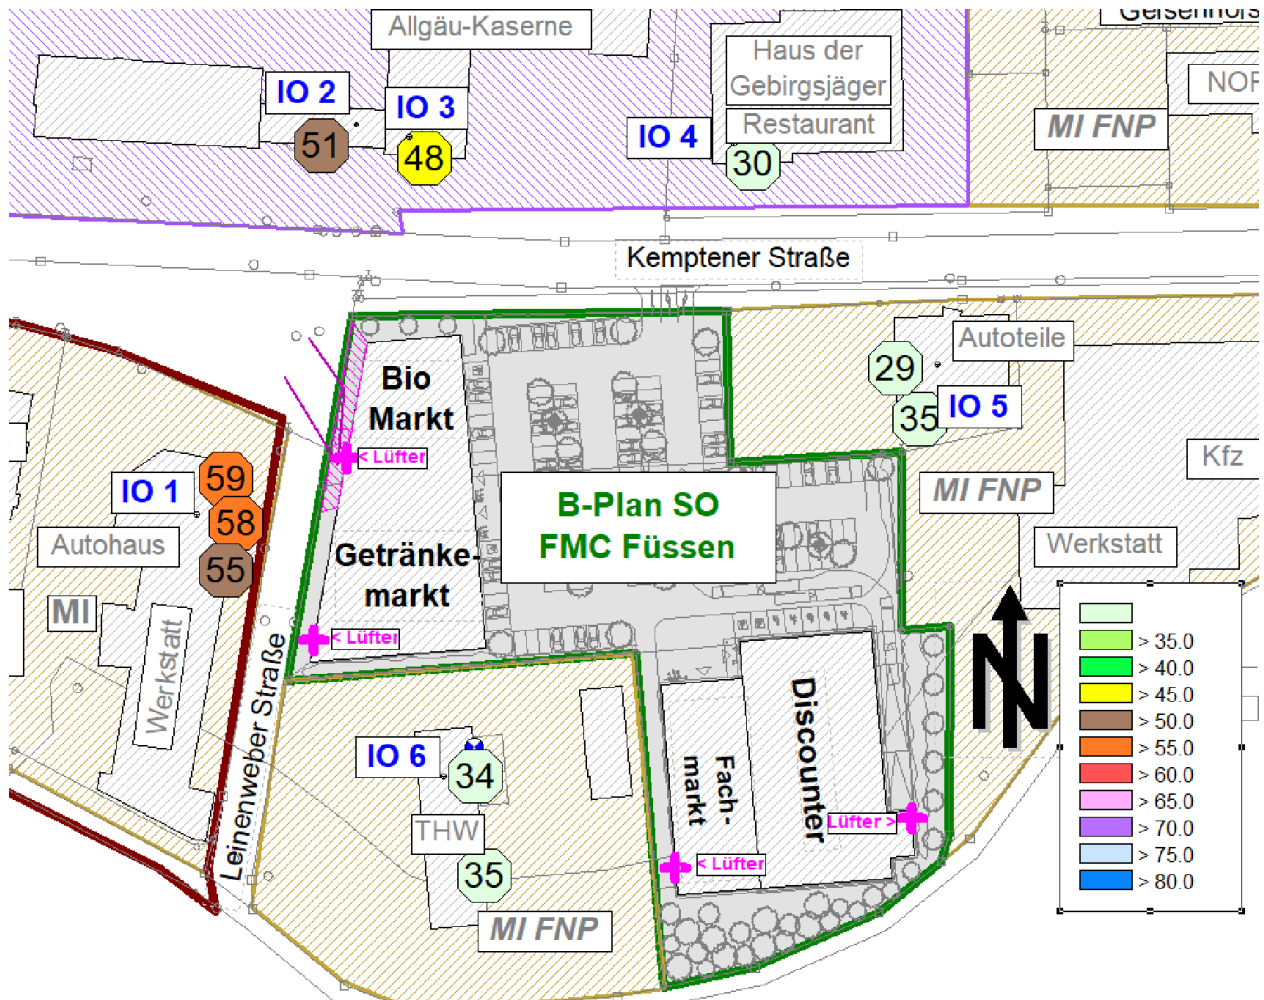 Allgäu-Kaserne
Geisenhofs
Haus der
Gebirgsjäger
Restaurant
NOR
MI FNP
IO 2
IO 3
IO 4
51
48
30
Kemptener Straße
Autoteile
29
35
IO 5
Bio
Markt
< Lüfter
Kfz
MI FNP
Werkstatt
B-Plan SO
FMC Füssen
59
IO 1
58
Autohaus
55
MI
Werkstatt
Getränke-
markt
< Lüfter
Leinenweber Straße
N
> 35.0
> 40.0
> 45.0
> 50.0
> 55.0
> 60.0
> 65.0
> 70.0
> 75.0
> 80.0
IO 6
34
THW
35
MI FNP
Fach-
markt
Discounter
Lüfter >
< Lüfter